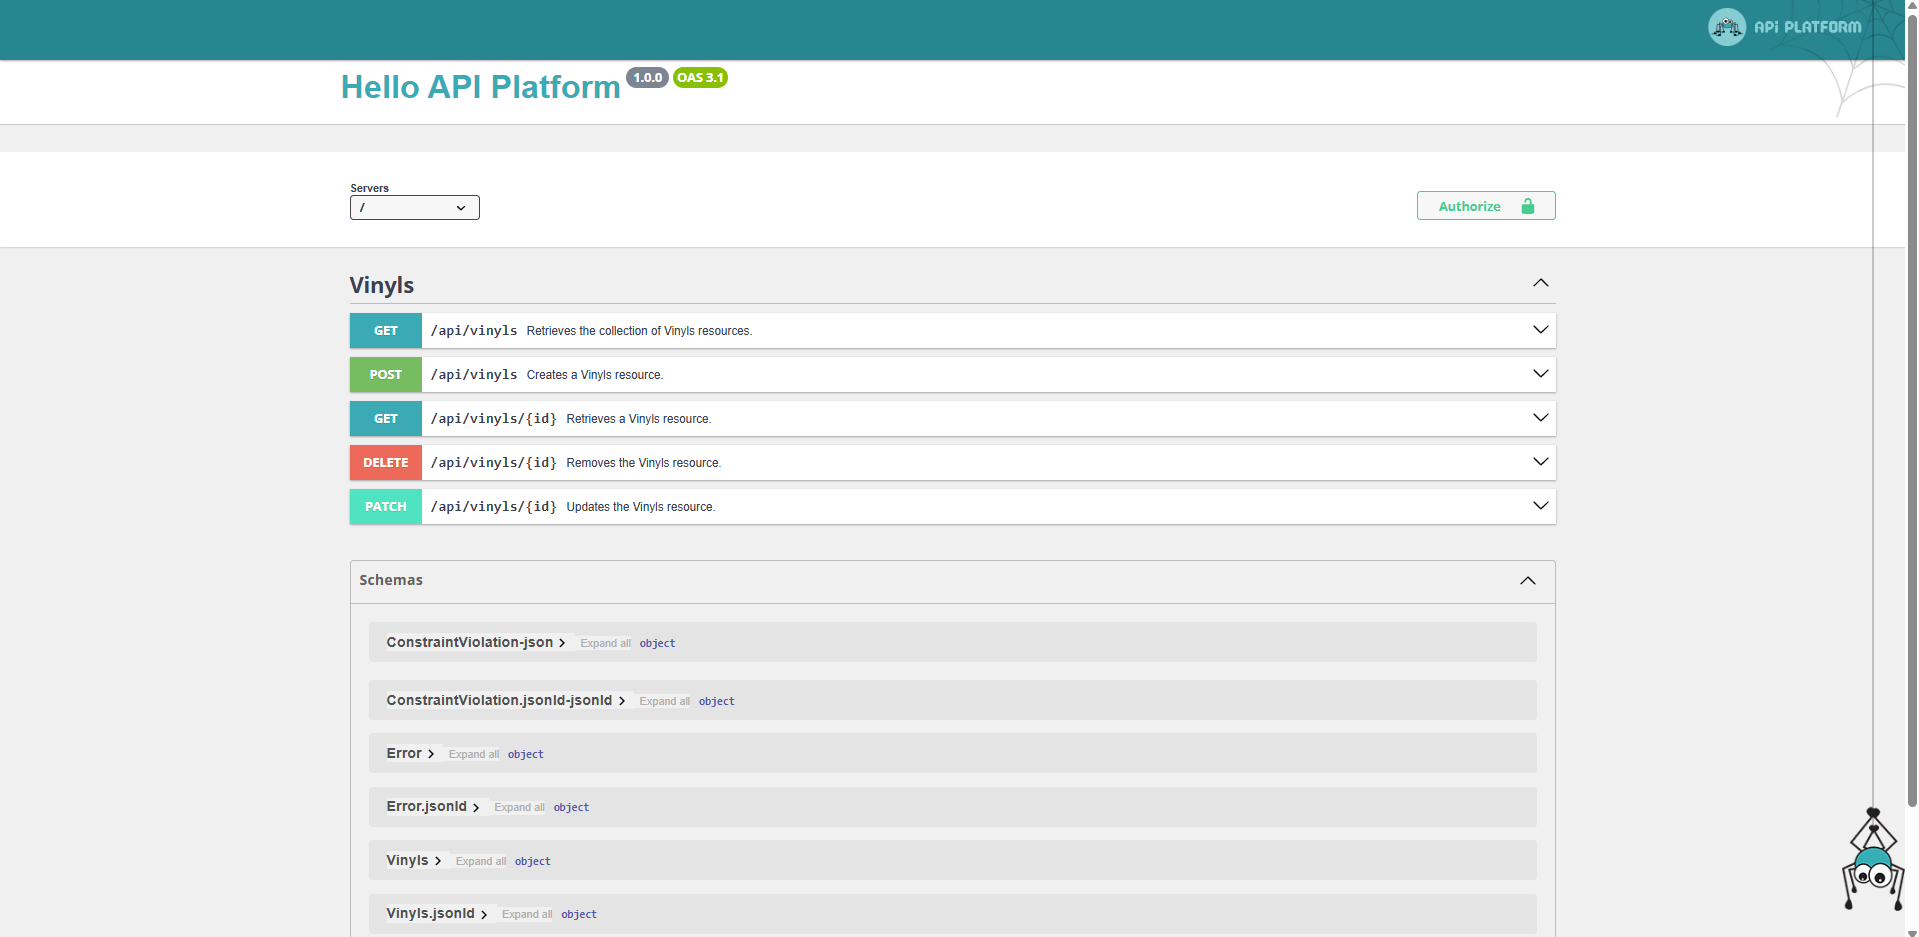 API PLATFORM
Hello API Platform 1.0.0 OAS 3.1
Servers
/
Authorize
Vinyls
GET /api/vinyls Retrieves the collection of Vinyls resources.
POST /api/vinyls Creates a Vinyls resource.
GET /api/vinyls/{id} Retrieves a Vinyls resource.
DELETE /api/vinyls/{id} Removes the Vinyls resource.
PATCH /api/vinyls/{id} Updates the Vinyls resource.
Schemas
ConstraintViolation-json Expand all object
ConstraintViolation.jsonld-jsonld Expand all object
Error Expand all object
Error.jsonld Expand all object
Vinyls Expand all object
Vinyls.jsonld Expand all object